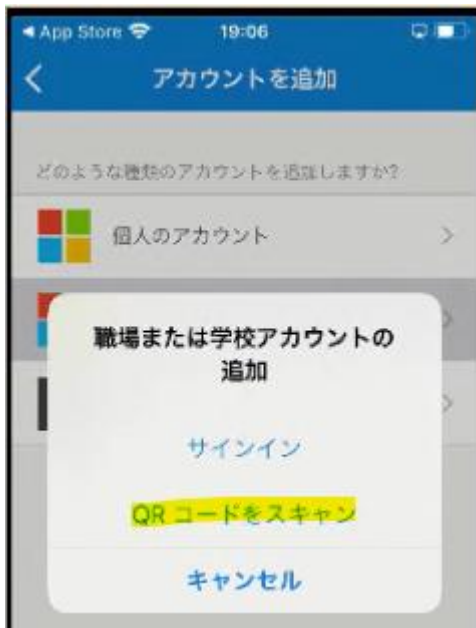 ◀ App Store 19:06
アカウントを追加
どのような種類のアカウントを追加しますか?
個人のアカウント
職場または学校アカウントの
追加
サインイン
QR コードをスキャン
キャンセル